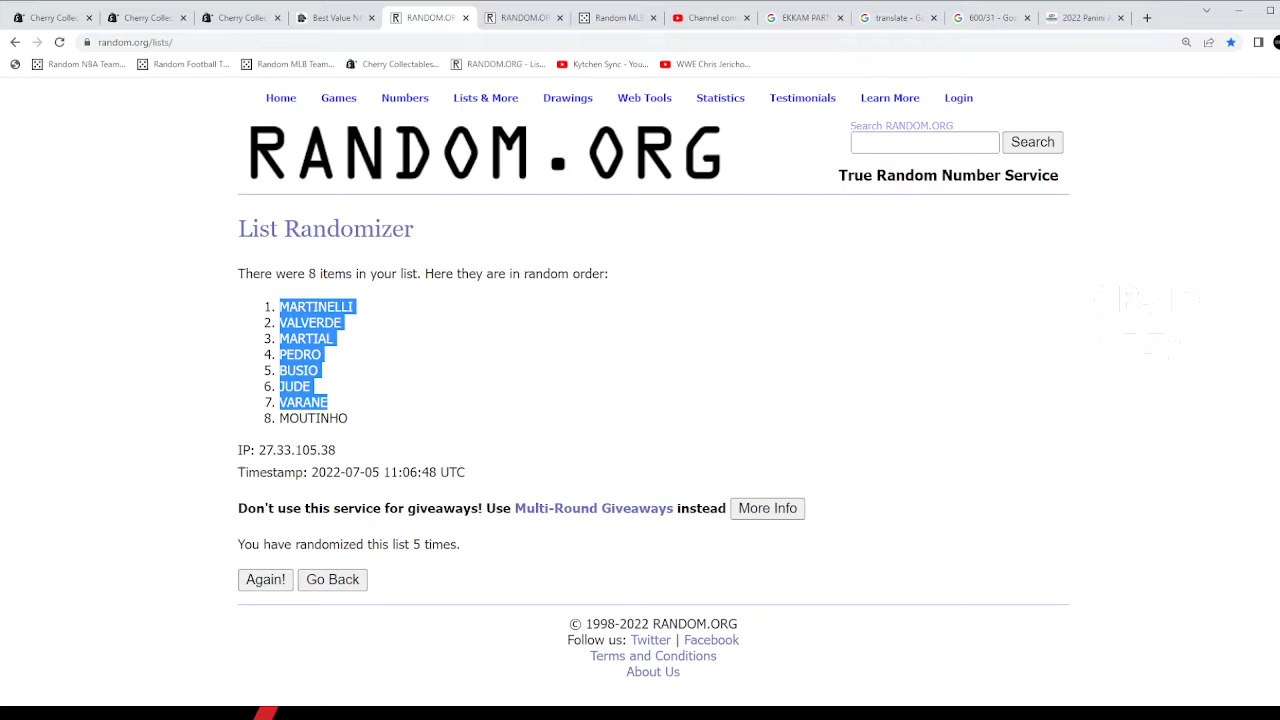 Cherry Colle
Cherry Collec
Cherry Collec
Best Value Ne
RANDOM.OR
RANDOM.OR
Random MLB
Channel cont
EKKAM PART
translate - G
600/31 - Goo
2022 Panini
random.org/lists/
Random NBA Team...
Random Football T...
Random MLB Team...
Cherry Collectables...
RANDOM.ORG - Lis...
Kytchen Sync - You...
WWE Chris Jericho...
Home Games Numbers Lists & More Drawings Web Tools Statistics Testimonials Learn More Login
RANDOM.ORG
Search RANDOM.ORG
Search
True Random Number Service
List Randomizer
There were 8 items in your list. Here they are in random order:
1. MARTINELLI
2. VALVERDE
3. MARTIAL
4. PEDRO
5. BUSIO
6. JUDE
7. VARANE
8. MOUTINHO
IP: 27.33.105.38
Timestamp: 2022-07-05 11:06:48 UTC
Don't use this service for giveaways! Use Multi-Round Giveaways instead More Info
You have randomized this list 5 times.
Again! Go Back
© 1998-2022 RANDOM.ORG
Follow us: Twitter | Facebook
Terms and Conditions
About Us